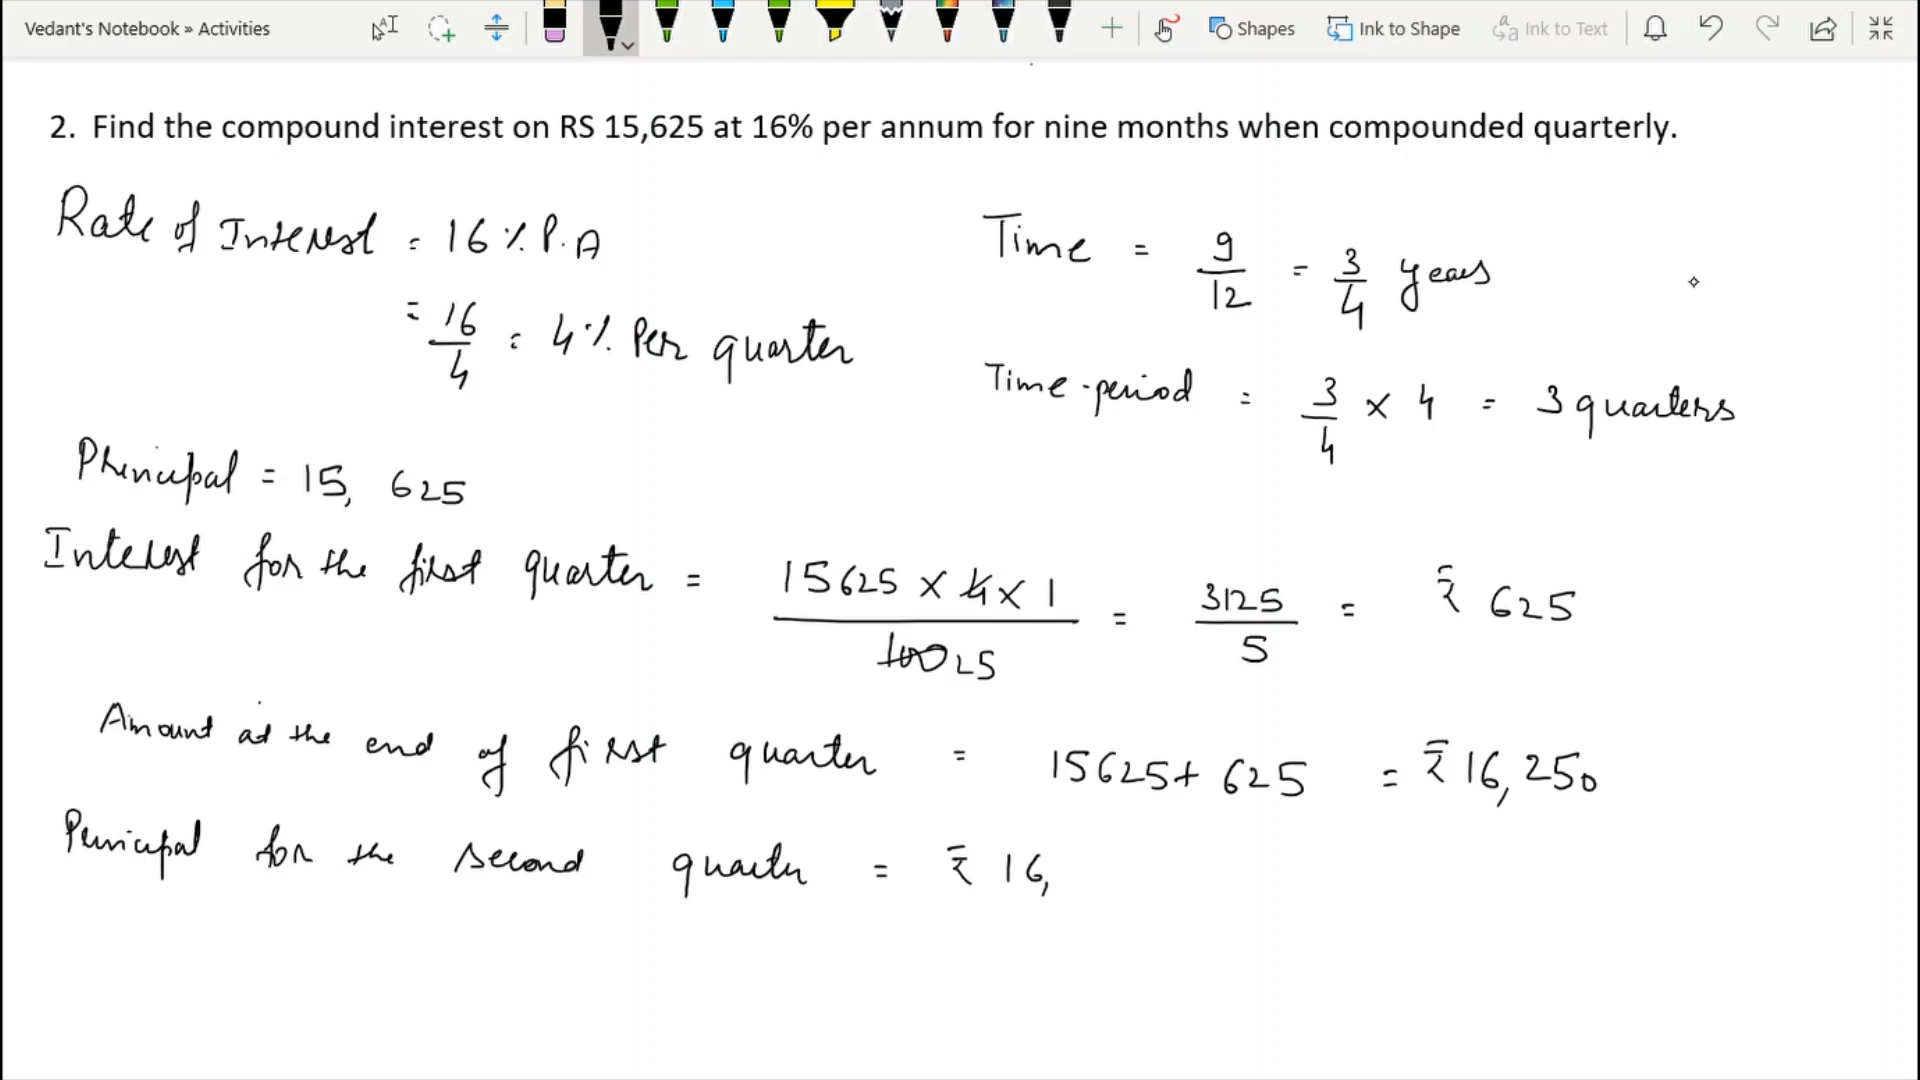 Vedant's Notebook » Activities
Shapes
Ink to Shape
Ink to Text
2. Find the compound interest on RS 15,625 at 16% per annum for nine months when compounded quarterly.
Rate of Interest = 16 % P.A
= 16/4 = 4% Per quarter
Time = 9/12 = 3/4 years
Time-period = 3/4 × 4 = 3 quarters
Principal = 15, 625
Interest for the first quarter = 15625 × 4 × 1 / 100 25 = 3125/5 = ₹ 625
Amount at the end of first quarter = 15625 + 625 = ₹ 16, 250
Principal for the second quarter = ₹ 16,